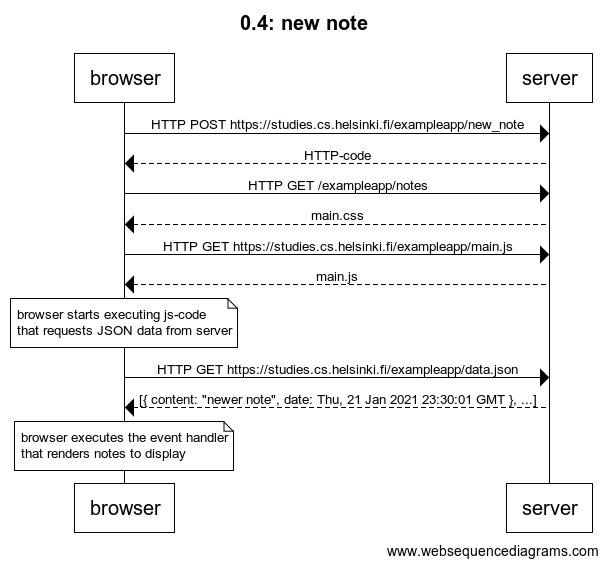 0.4: new note
browser
server
HTTP POST https://studies.cs.helsinki.fi/exampleapp/new_note
HTTP-code
HTTP GET /exampleapp/notes
main.css
HTTP GET https://studies.cs.helsinki.fi/exampleapp/main.js
main.js
browser starts executing js-code
that requests JSON data from server
HTTP GET https://studies.cs.helsinki.fi/exampleapp/data.json
[{ content: "newer note", date: Thu, 21 Jan 2021 23:30:01 GMT }, ...]
browser executes the event handler
that renders notes to display
browser
server
www.websequencediagrams.com